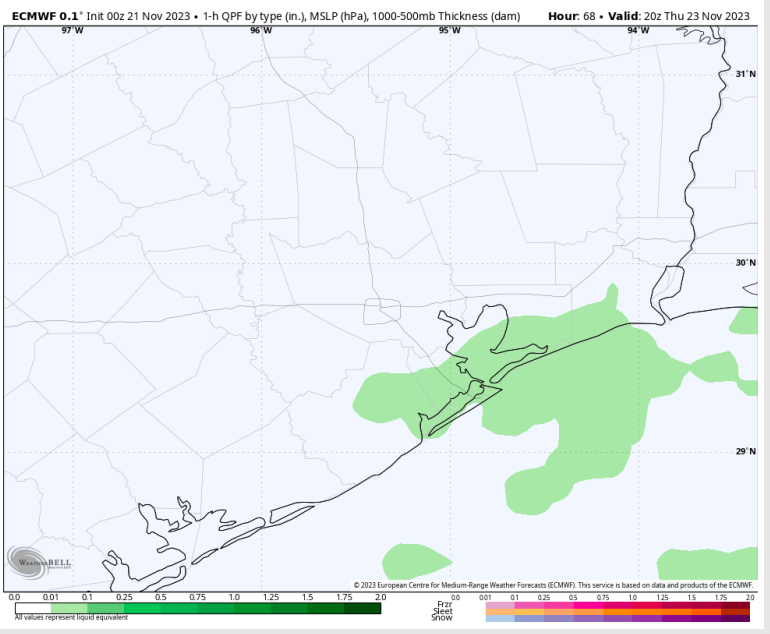 ECMWF 0.1° Init 00z 21 Nov 2023 • 1-h QPF by type (in.), MSLP (hPa), 1000-500mb Thickness (dam) Hour: 68 • Valid: 20z Thu 23 Nov 2023
97°W 96°W 95°W 94°W
31°N
30°N
29°N
WEATHERBELL
© 2023 European Centre for Medium-Range Weather Forecasts (ECMWF). This service is based on data and products of the ECMWF.
0.0 0.01 0.1 0.25 0.5 0.75 1.0 1.25 1.5 1.75 2.0
0.0 0.01 0.1 0.25 0.5 0.75 1.0 1.25 1.5 1.75 2.0
Frzr
Sleet
Snow
All values represent liquid equivalent